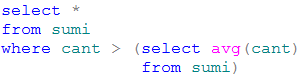 select *
from sumi
where cant > (select avg(cant)
from sumi)